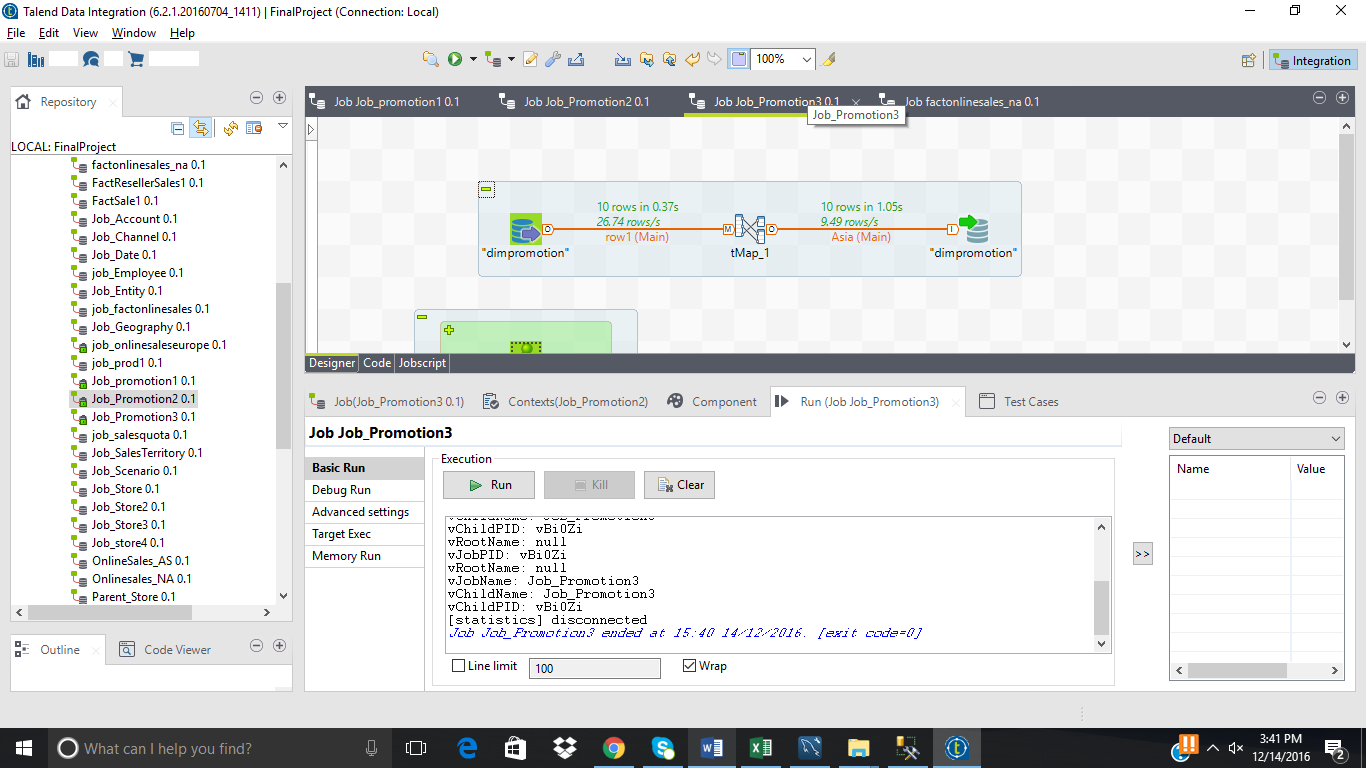 Talend Data Integration (6.2.1.20160704_1411) | FinalProject (Connection: Local)
File Edit View Window Help
100%
Integration
Repository
LOCAL: FinalProject
factonlinesales_na 0.1
FactResellerSales1 0.1
FactSale1 0.1
Job_Account 0.1
Job_Channel 0.1
Job_Date 0.1
job_Employee 0.1
Job_Entity 0.1
job_factonlinesales 0.1
Job_Geography 0.1
job_onlinesaleseurope 0.1
job_prod1 0.1
Job_promotion1 0.1
Job_Promotion2 0.1
Job_Promotion3 0.1
job_salesquota 0.1
Job_SalesTerritory 0.1
Job_Scenario 0.1
Job_Store 0.1
Job_Store2 0.1
Job_Store3 0.1
Job_store4 0.1
OnlineSales_AS 0.1
Onlinesales_NA 0.1
Parent_Store 0.1
Outline
Code Viewer
Job Job_promotion1 0.1
Job Job_Promotion2 0.1
Job Job_Promotion3 0.1
Job factonlinesales_na 0.1
Job_Promotion3
10 rows in 0.37s
26.74 rows/s
row1 (Main)
10 rows in 1.05s
9.49 rows/s
Asia (Main)
O
M
O
I
"dimpromotion"
tMap_1
"dimpromotion"
Designer Code Jobscript
Job(Job_Promotion3 0.1)
Contexts(Job_Promotion2)
Component
Run (Job Job_Promotion3)
Test Cases
Job Job_Promotion3
Basic Run
Debug Run
Advanced settings
Target Exec
Memory Run
Execution
Run
Kill
Clear
vChildName: Job_Promotion3
vChildPID: vBi0Zi
vRootName: null
vJobPID: vBi0Zi
vRootName: null
vJobName: Job_Promotion3
vChildName: Job_Promotion3
vChildPID: vBi0Zi
[statistics] disconnected
Job Job_Promotion3 ended at 15:40 14/12/2016. [exit code=0]
Line limit
100
Wrap
>>
Default
Name
Value
What can I help you find?
3:41 PM
12/14/2016
2